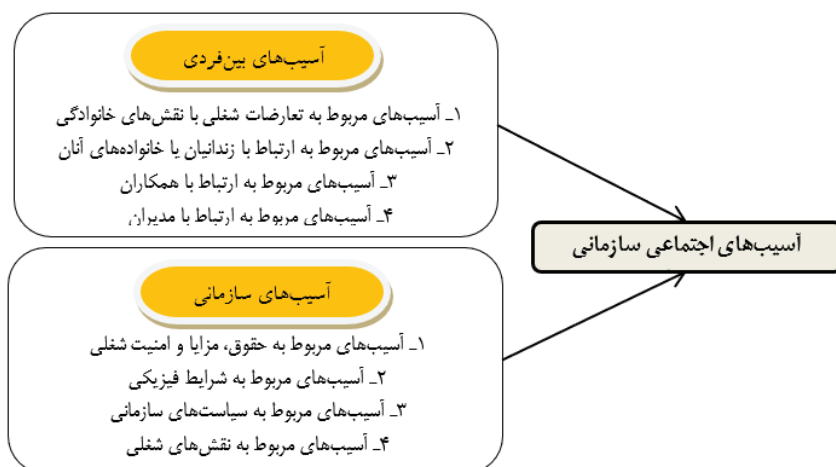 آسیب‌های بین‌فردی
۱ـ آسیب‌های مربوط به تعارضات شغلی با نقش‌های خانوادگی
۲ـ آسیب‌های مربوط به ارتباط با زندانیان یا خانواده‌های آنان
۳ـ آسیب‌های مربوط به ارتباط با همکاران
۴ـ آسیب‌های مربوط به ارتباط با مدیران
آسیب‌های اجتماعی سازمانی
آسیب‌های سازمانی
۱ـ آسیب‌های مربوط به حقوق، مزایا و امنیت شغلی
۲ـ آسیب‌های مربوط به شرایط فیزیکی
۳ـ آسیب‌های مربوط به سیاست‌های سازمانی
۴ـ آسیب‌های مربوط به نقش‌های شغلی